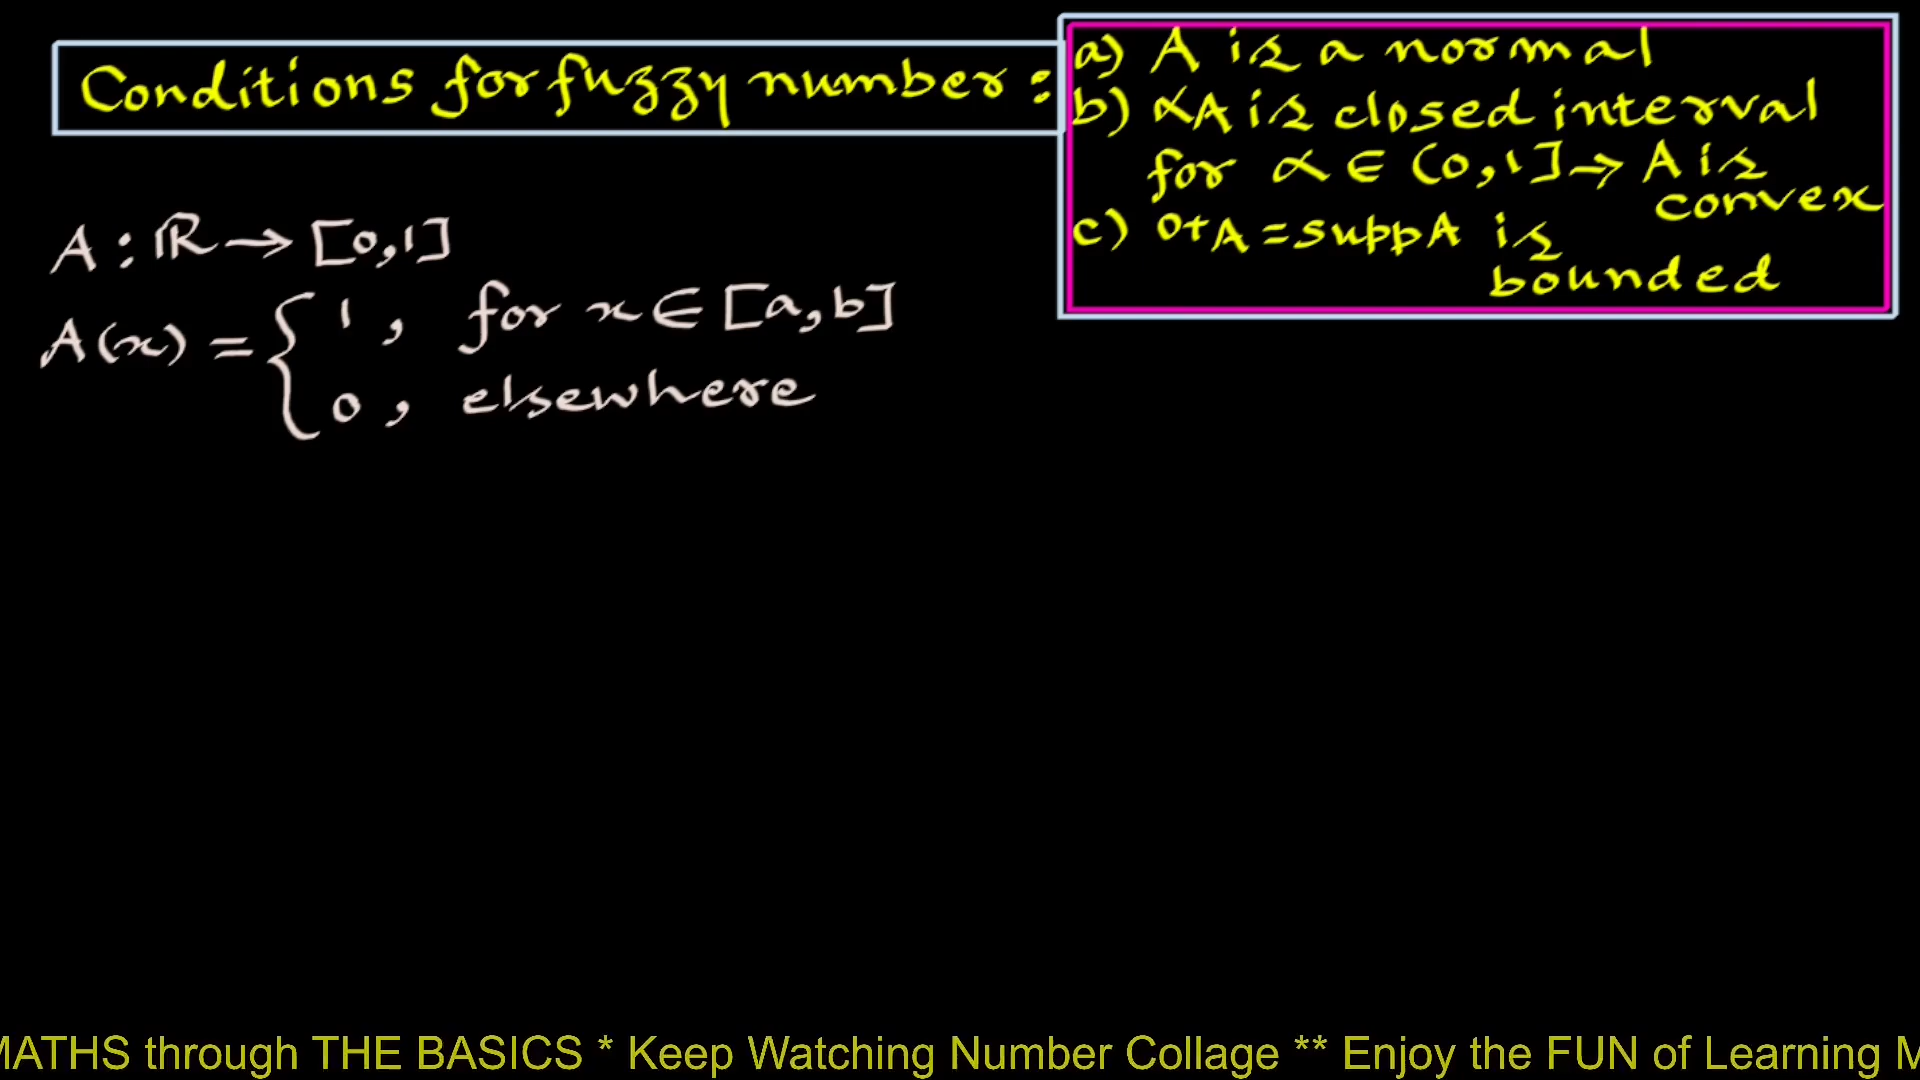 Conditions for fuzzy number :
a) A is a normal
b) αA is closed interval
for α ∈ (0,1] → A is
convex
c) 0+A = supp A is
bounded
A : ℝ → [0,1]
A(x) = { 1 , for x ∈ [a,b]
0 , elsewhere
MATHS through THE BASICS * Keep Watching Number Collage ** Enjoy the FUN of Learning M